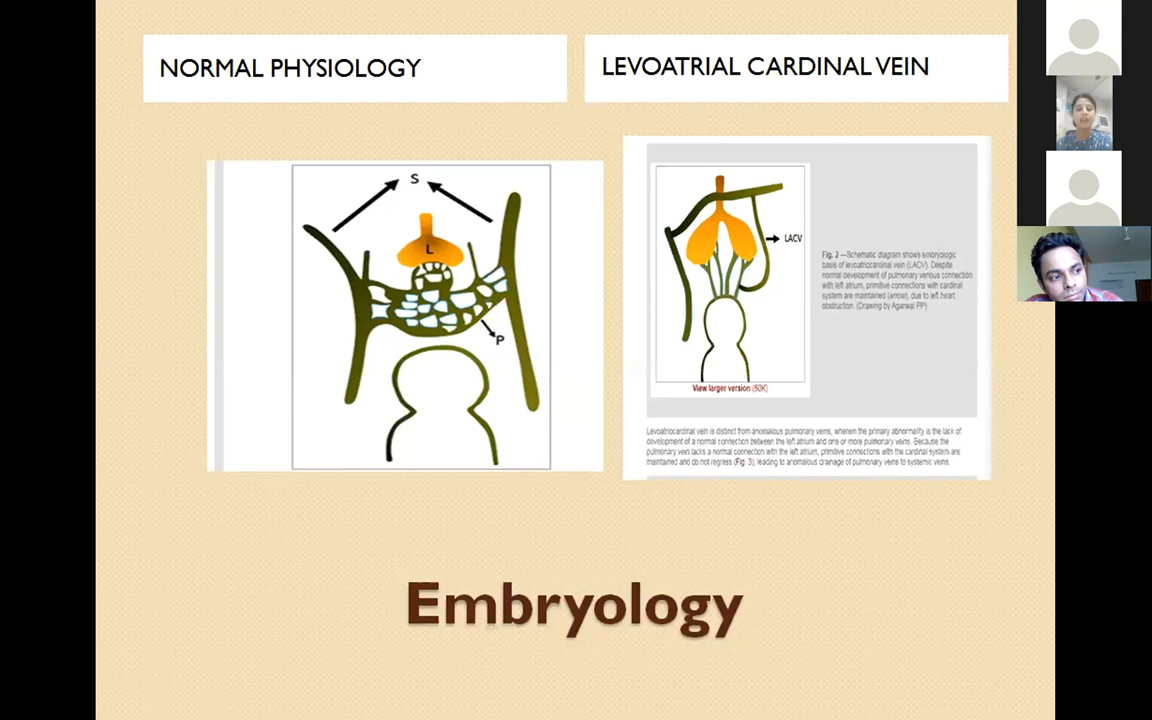 NORMAL PHYSIOLOGY
LEVOATRIAL CARDINAL VEIN
S
L
P
LACV
View larger version (60K)
Fig. 2 —Schematic diagram shows embryologic
basis of levoatriocardinal vein (LACV). Despite
normal development of pulmonary venous connection
with left atrium, primitive connections with cardinal
system are maintained (arrow), due to left heart
obstruction. (Drawing by Agarwal PP)
Levoatriocardinal vein is distinct from anomalous pulmonary veins, wherein the primary abnormality is the lack of
development of a normal connection between the left atrium and one or more pulmonary veins. Because the
pulmonary vein lacks a normal connection with the left atrium, primitive connections with the cardinal system are
maintained and do not regress (Fig. 3), leading to anomalous drainage of pulmonary veins to systemic veins.
Embryology